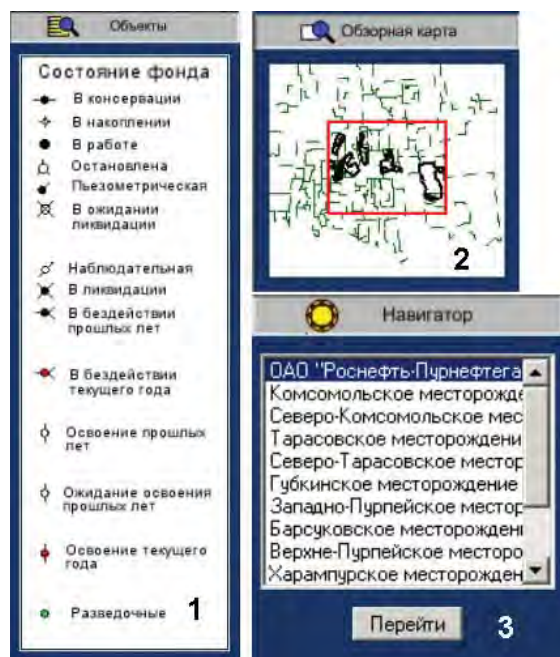 Объекты
Состояние фонда
В консервации
В накоплении
В работе
Остановлена
Пьезометрическая
В ожидании
ликвидации
Наблюдательная
В ликвидации
В бездействии
прошлых лет
В бездействии
текущего года
Освоение прошлых
лет
Ожидание освоения
прошлых лет
Освоение текущего
года
Разведочные
1
Обзорная карта
2
Навигатор
ОАО "Роснефть-Пурнефтега
Комсомольское месторожде
Северо-Комсомольское мес
Тарасовское месторождени
Северо-Тарасовское местор
Губкинское месторождение
Западно-Пурпейское местор
Барсуковское месторождени
Верхне-Пурпейское месторо
Харампурское месторожден
Перейти
3